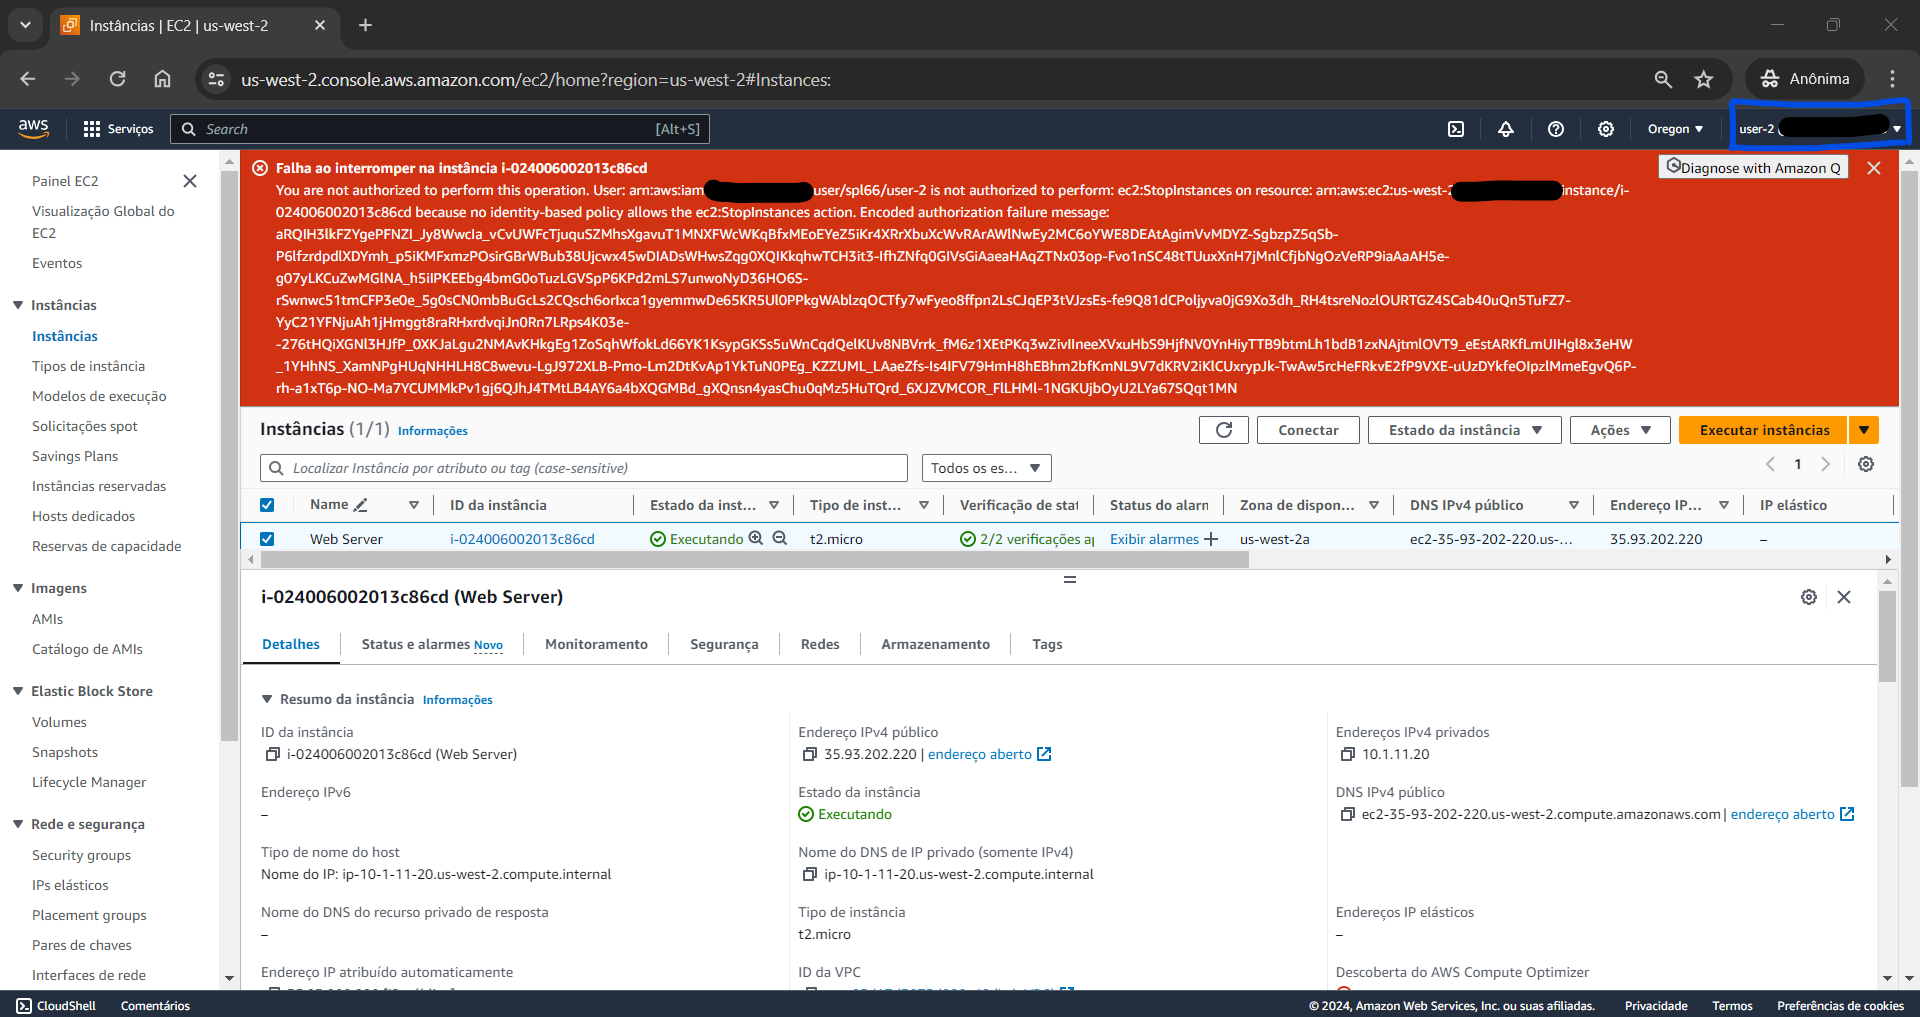 Instâncias | EC2 | us-west-2
us-west-2.console.aws.amazon.com/ec2/home?region=us-west-2#Instances:
Anônima
aws
Serviços
Search
[Alt+S]
Oregon
user-2
Painel EC2
Visualização Global do
EC2
Eventos
Instâncias
Instâncias
Tipos de instância
Modelos de execução
Solicitações spot
Savings Plans
Instâncias reservadas
Hosts dedicados
Reservas de capacidade
Imagens
AMIs
Catálogo de AMIs
Elastic Block Store
Volumes
Snapshots
Lifecycle Manager
Rede e segurança
Security groups
IPs elásticos
Placement groups
Pares de chaves
Interfaces de rede
Falha ao interromper na instância i-024006002013c86cd
Diagnose with Amazon Q
You are not authorized to perform this operation. User: arn:aws:iam user/spl66/user-2 is not authorized to perform: ec2:StopInstances on resource: arn:aws:ec2:us-west-2 instance/i-
024006002013c86cd because no identity-based policy allows the ec2:StopInstances action. Encoded authorization failure message:
aRQIH3lkFZYgePFNZI_Jy8WwcIa_vCvUWFcTjuquSZMhsXgavuT1MNXFWcWKqBfxMEoEYeZ5iKr4XRrXbuXcWvRArAWlNwEy2MC6oYWE8DEAtAgimVvMDYZ-SgbzpZ5qSb-
P6lfzrdpdlXDYmh_p5iKMFxmzPOsirGBrWBub38Ujcwx45wDIADsWHwsZqg0XQIKkqhwTCH3it3-IfhZNfq0GIVsGiAaeaHAqZTNx03op-Fvo1nSC48tTUuxXnH7jMnlCfjbNgOzVeRP9iaAaAH5e-
g07yLKCuZwMGlNA_h5ilPKEEbg4bmG0oTuzLGVSpP6KPd2mLS7unwoNyD36HO6S-
rSwnwc51tmCFP3e0e_5g0sCN0mbBuGcLs2CQsch6orIxca1gyemmwDe65KR5Ul0PPkgWAblzqOCTfy7wFyeo8ffpn2LsCJqEP3tVJzsEs-fe9Q81dCPoljyva0jG9Xo3dh_RH4tsreNozlOURTGZ4SCab40uQn5TuFZ7-
YyC21YFNjuAh1jHmggt8raRHxrdvqiJn0Rn7LRps4K03e-
-276tHQiXGNl3HJfP_0XKJaLgu2NMAvKHkgEg1ZoSqhWfokLd66YK1KsypGKSs5uWnCqdQelKUv8NBVrrk_fM6z1XEtPKq3wZivIIneeXVxuHbS9HjfNV0YnHiyTTB9btmLh1bdB1zxNAjtmlOVT9_eEstARKfLmUIHgl8x3eHW
_1YHhNS_XamNPgHUqNHHLH8C8wevu-LgJ972XLB-Pmo-Lm2DtKvAp1YkTuN0PEg_KZZUML_LAaeZfs-Is4IFV79HmH8hEBhm2bfKmNL9V7dKRV2iKlCUxrypJk-TwAw5rcHeFRkvE2fP9VXE-uUzDYkfeOIpzlMmeEgvQ6P-
rh-a1xT6p-NO-Ma7YCUMMkPv1gj6QJhJ4TMtLB4AY6a4bXQGMBd_gXQnsn4yasChu0qMz5HuTQrd_6XJZVMCOR_FlLHMl-1NGKUjbOyU2LYa67SQqt1MN
Instâncias (1/1) Informações
Conectar
Estado da instância
Ações
Executar instâncias
Localizar Instância por atributo ou tag (case-sensitive)
Todos os es...
1
Name
ID da instância
Estado da inst...
Tipo de inst...
Verificação de stat
Status do alarm
Zona de dispon...
DNS IPv4 público
Endereço IP...
IP elástico
Web Server
i-024006002013c86cd
Executando
t2.micro
2/2 verificações a
Exibir alarmes
us-west-2a
ec2-35-93-202-220.us-...
35.93.202.220
–
i-024006002013c86cd (Web Server)
Detalhes
Status e alarmes Novo
Monitoramento
Segurança
Redes
Armazenamento
Tags
Resumo da instância Informações
ID da instância
i-024006002013c86cd (Web Server)
Endereço IPv4 público
35.93.202.220 | endereço aberto
Endereços IPv4 privados
10.1.11.20
Endereço IPv6
–
Estado da instância
Executando
DNS IPv4 público
ec2-35-93-202-220.us-west-2.compute.amazonaws.com | endereço aberto
Tipo de nome do host
Nome do IP: ip-10-1-11-20.us-west-2.compute.internal
Nome do DNS de IP privado (somente IPv4)
ip-10-1-11-20.us-west-2.compute.internal
Nome do DNS do recurso privado de resposta
–
Tipo de instância
t2.micro
Endereços IP elásticos
–
Endereço IP atribuído automaticamente
ID da VPC
Descoberta do AWS Compute Optimizer
CloudShell
Comentários
© 2024, Amazon Web Services, Inc. ou suas afiliadas.
Privacidade
Termos
Preferências de cookies